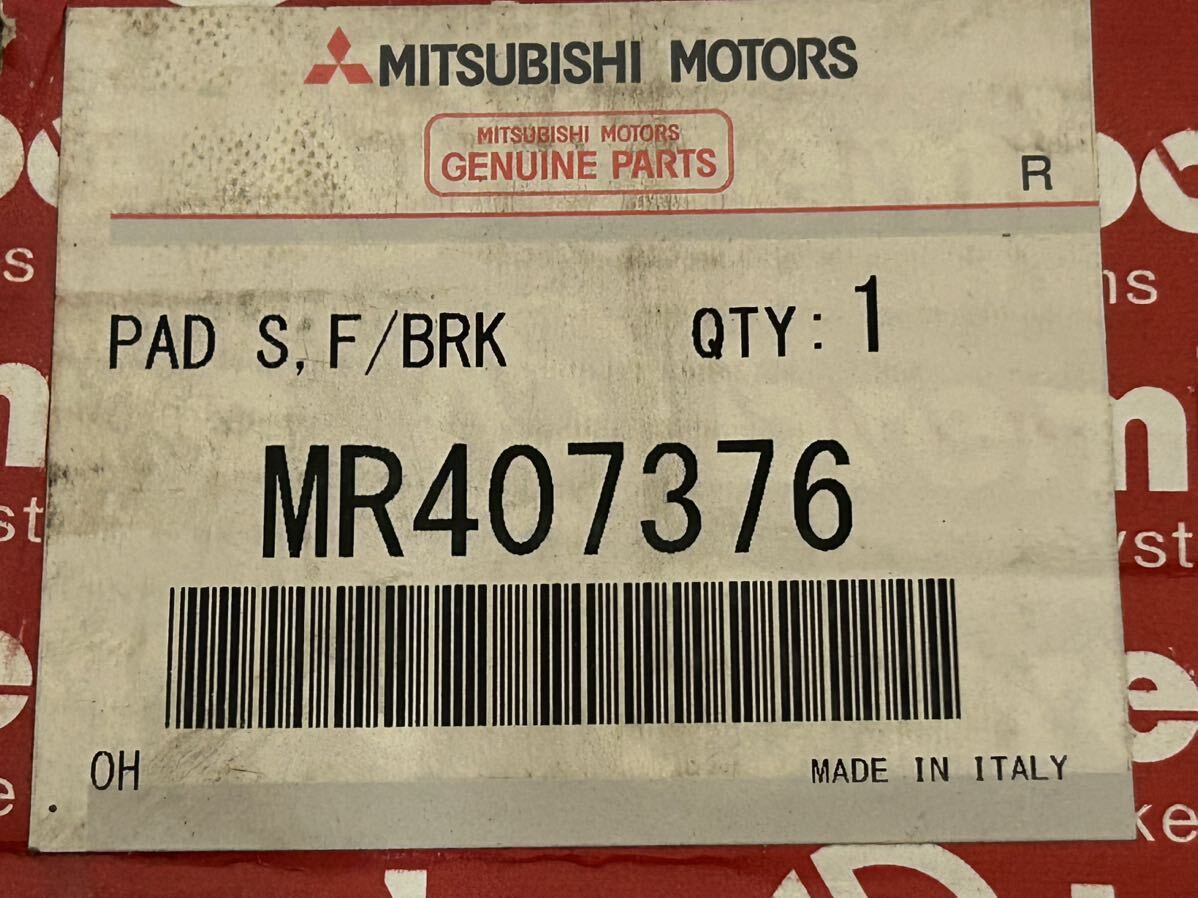 MITSUBISHI MOTORS
MITSUBISHI MOTORS
GENUINE PARTS
R
PAD S, F/BRK QTY: 1
MR407376
OH
MADE IN ITALY